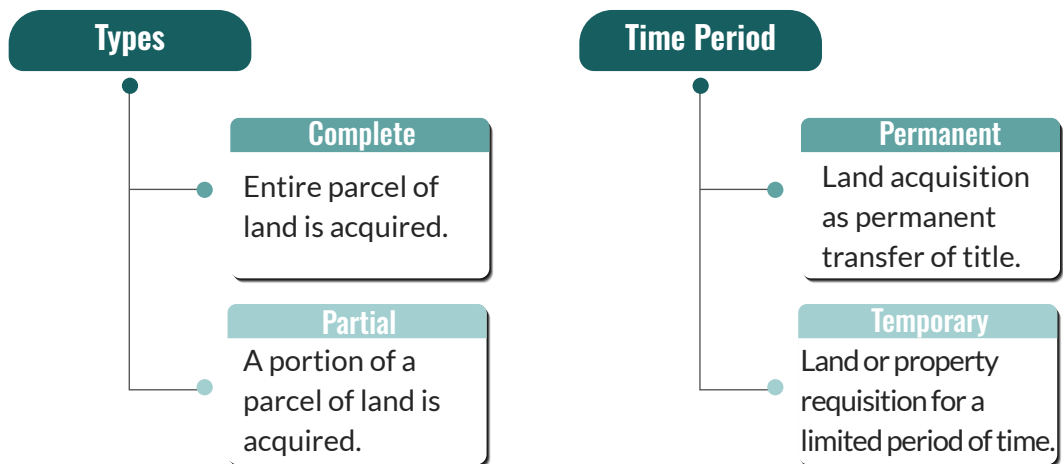 Types
Complete
Entire parcel of
land is acquired.
Partial
A portion of a
parcel of land is
acquired.
Time Period
Permanent
Land acquisition
as permanent
transfer of title.
Temporary
Land or property
requisition for a
limited period of time.